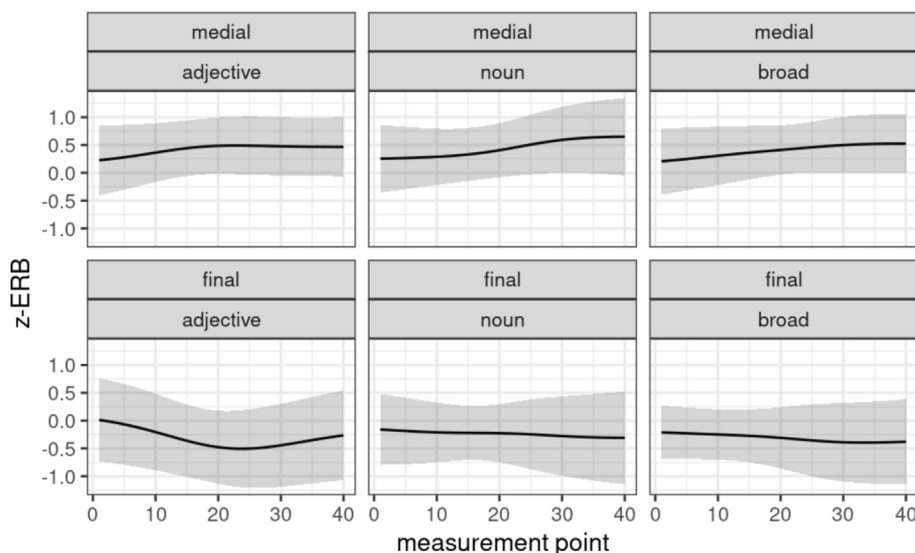 medial medial medial
adjective noun broad
1.0
0.5
0.0
-0.5
-1.0
z-ERB
final final final
adjective noun broad
1.0
0.5
0.0
-0.5
-1.0
0 10 20 30 40 0 10 20 30 40 0 10 20 30 40
measurement point